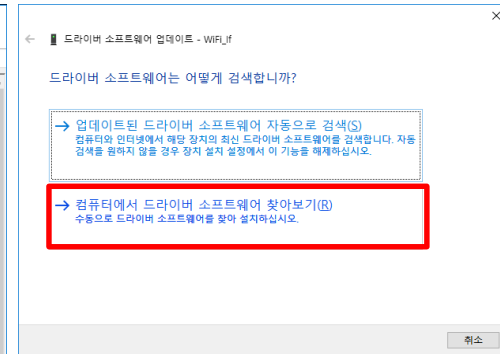 드라이버 소프트웨어 업데이트 - WiFi_If
드라이버 소프트웨어는 어떻게 검색합니까?
→ 업데이트된 드라이버 소프트웨어 자동으로 검색(S)
컴퓨터와 인터넷에서 해당 장치의 최신 드라이버 소프트웨어를 검색합니다. 자동
검색을 원하지 않을 경우 장치 설치 설정에서 이 기능을 해제하십시오.
→ 컴퓨터에서 드라이버 소프트웨어 찾아보기(R)
수동으로 드라이버 소프트웨어를 찾아 설치하십시오.
취소